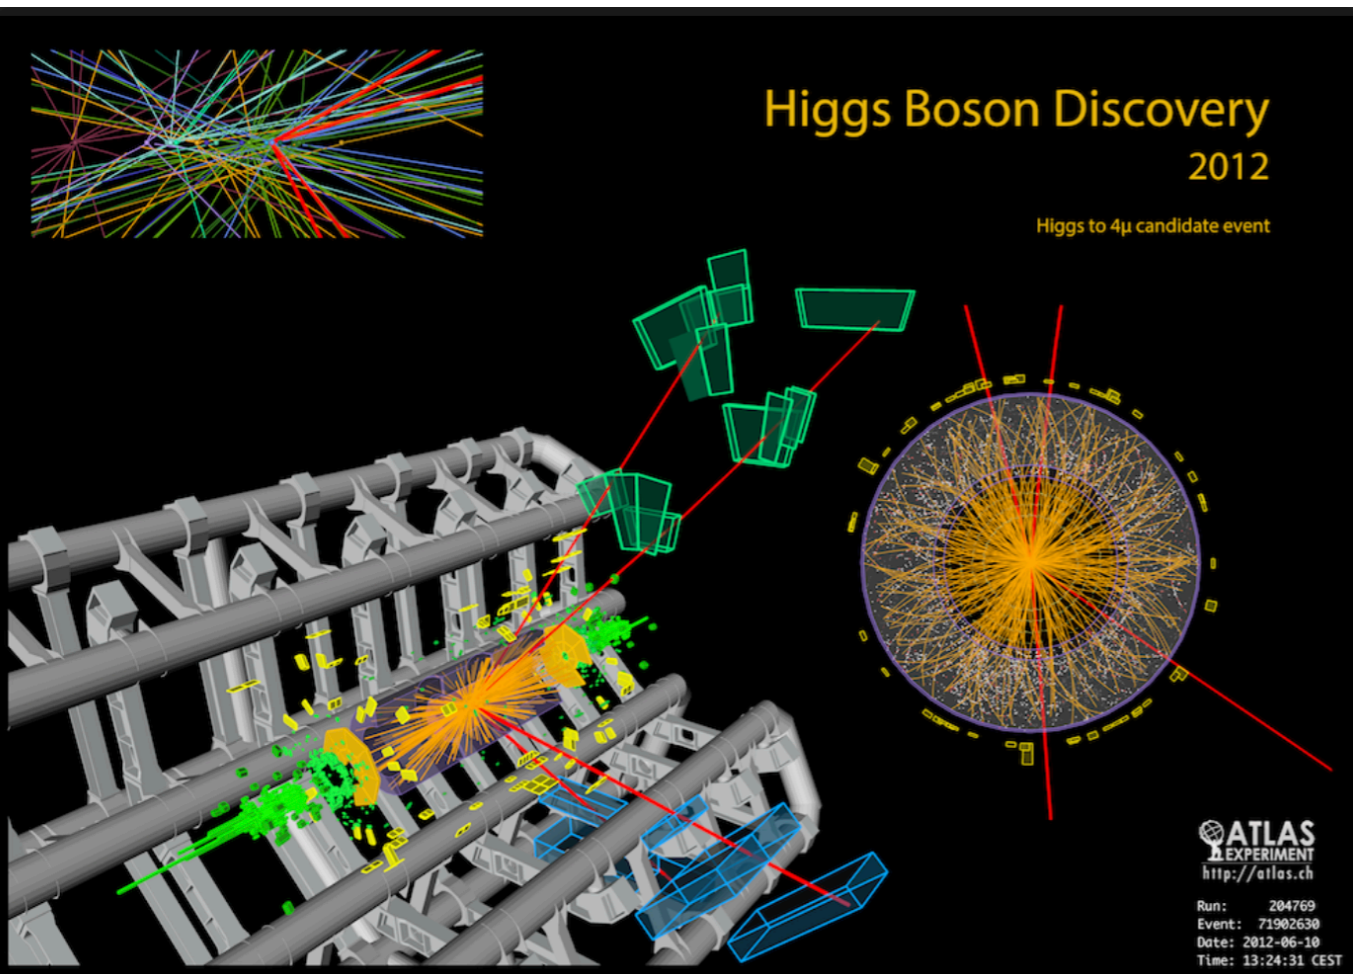 Higgs Boson Discovery
2012
Higgs to 4μ candidate event
ATLAS
EXPERIMENT
http://atlas.ch
Run: 204769
Event: 71902630
Date: 2012-06-10
Time: 13:24:31 CEST